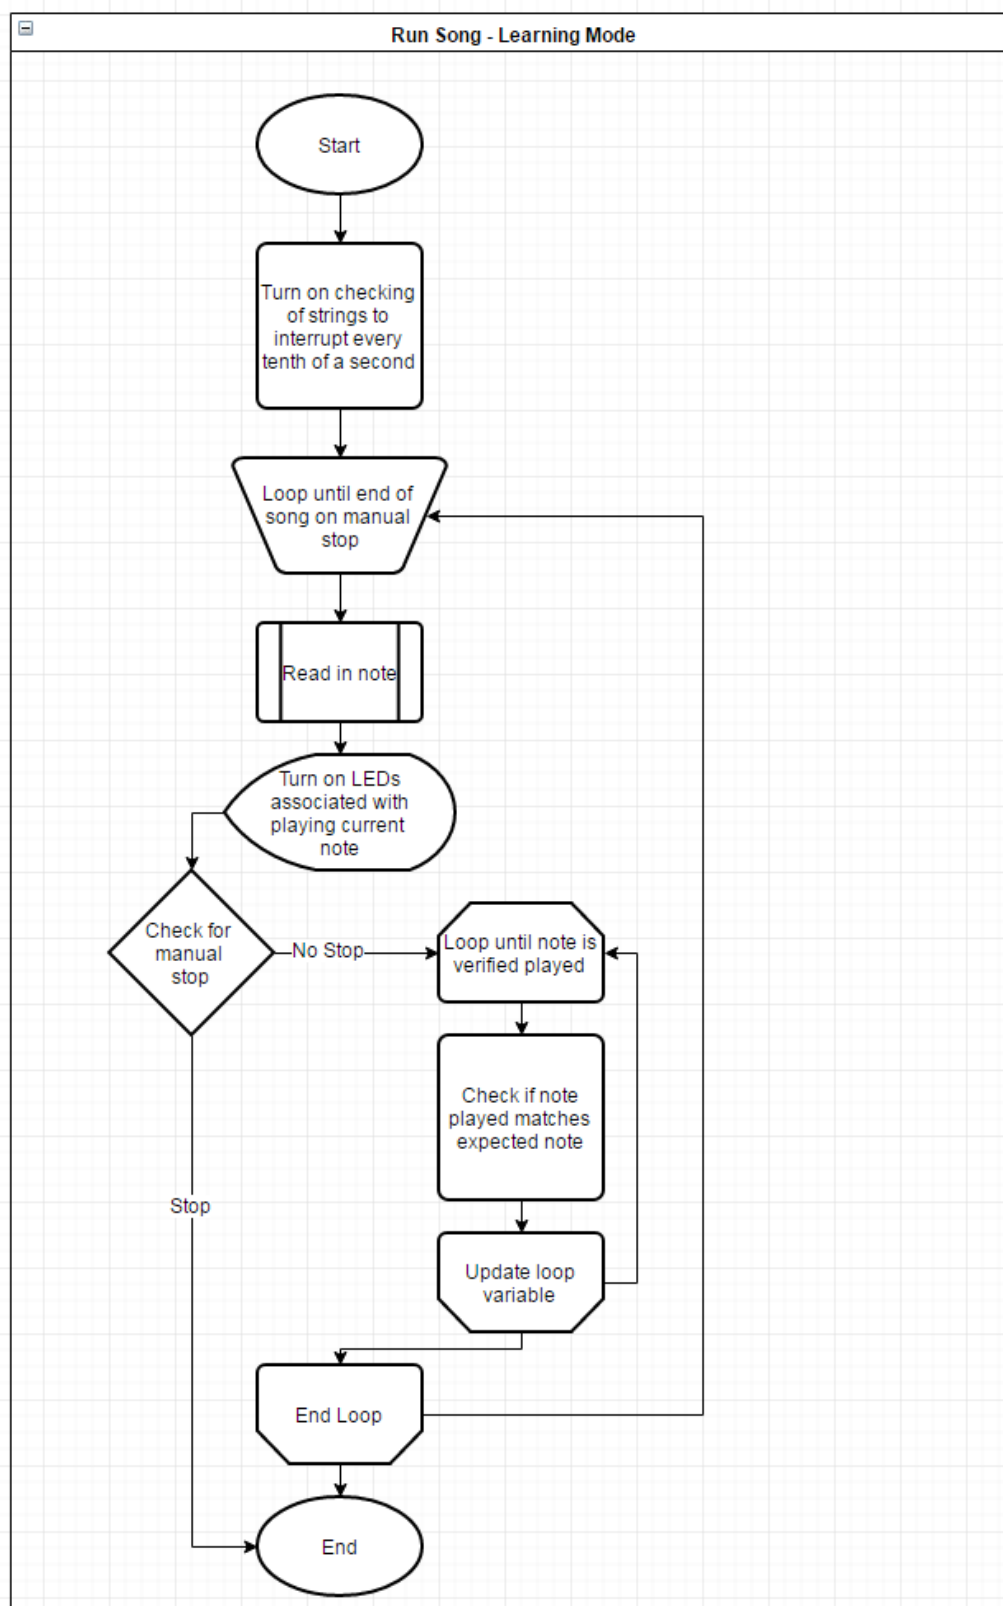 Run Song - Learning Mode
Start
Turn on checking
of strings to
interrupt every
tenth of a second
Loop until end of
song on manual
stop
Read in note
Turn on LEDs
associated with
playing current
note
Check for
manual
stop
No Stop
Loop until note is
verified played
Check if note
played matches
expected note
Stop
Update loop
variable
End Loop
End